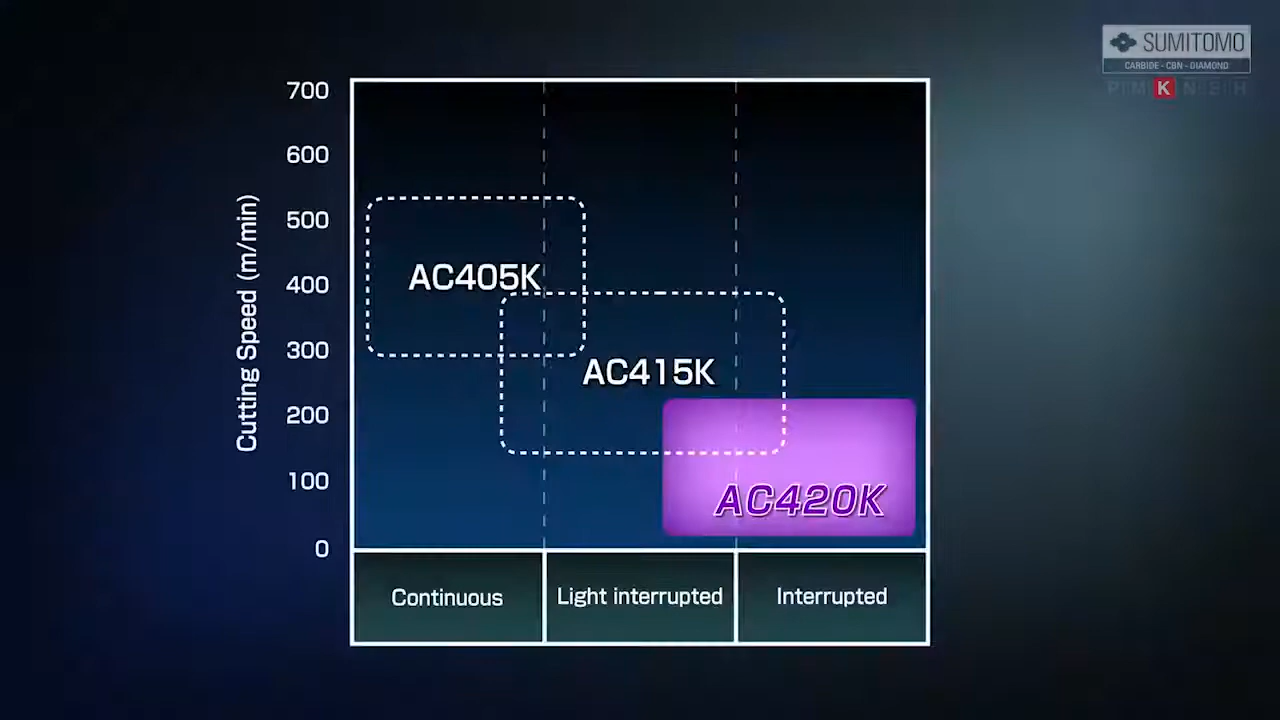 SUMITOMO
CARBIDE - CBN - DIAMOND
P M K N S H
700
600
500
400
300
200
100
0
Cutting Speed (m/min)
AC405K
AC415K
AC420K
Continuous
Light interrupted
Interrupted